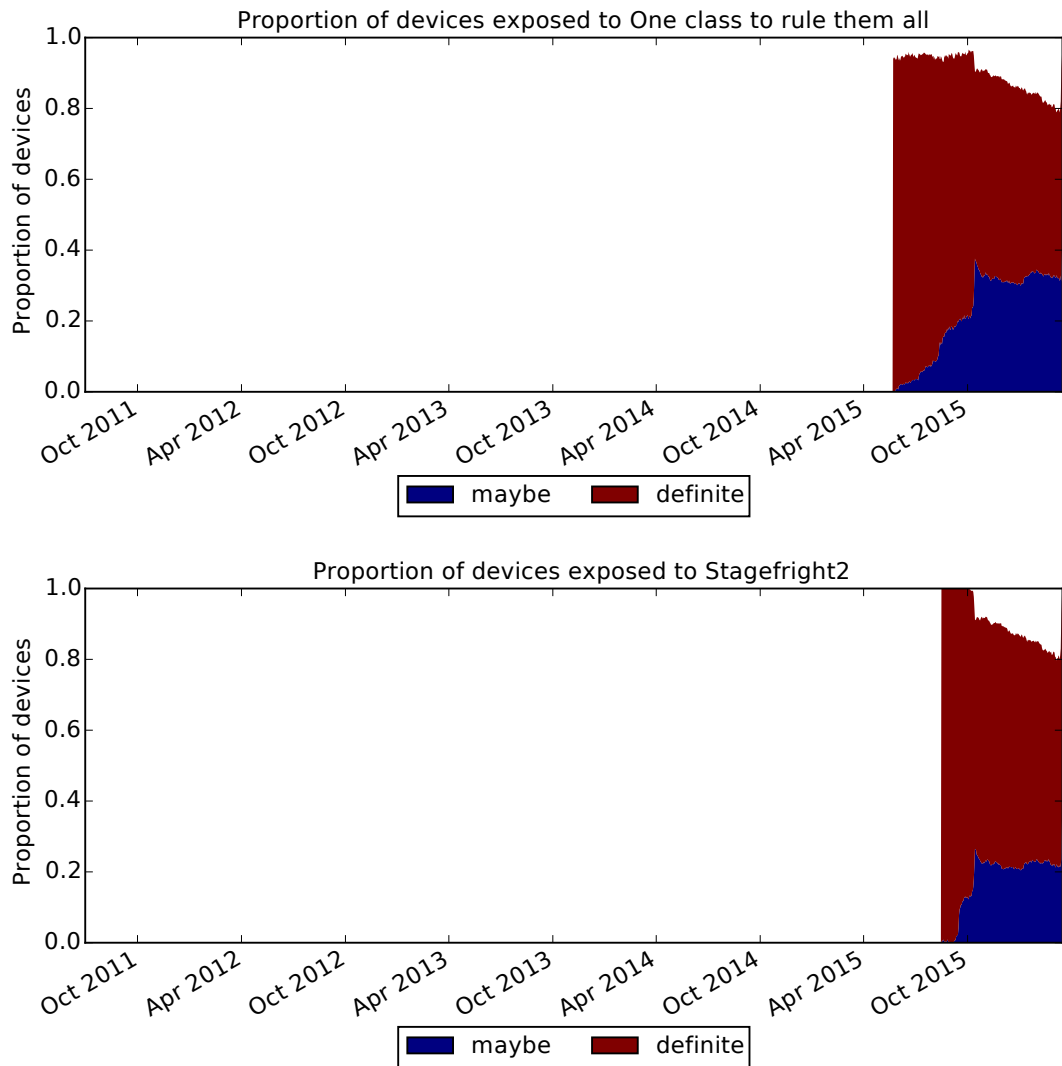 Proportion of devices exposed to One class to rule them all
Proportion of devices
1.0
0.8
0.6
0.4
0.2
0.0
Oct 2011
Apr 2012
Oct 2012
Apr 2013
Oct 2013
Apr 2014
Oct 2014
Apr 2015
Oct 2015
maybe definite
Proportion of devices exposed to Stagefright2
Proportion of devices
1.0
0.8
0.6
0.4
0.2
0.0
Oct 2011
Apr 2012
Oct 2012
Apr 2013
Oct 2013
Apr 2014
Oct 2014
Apr 2015
Oct 2015
maybe definite